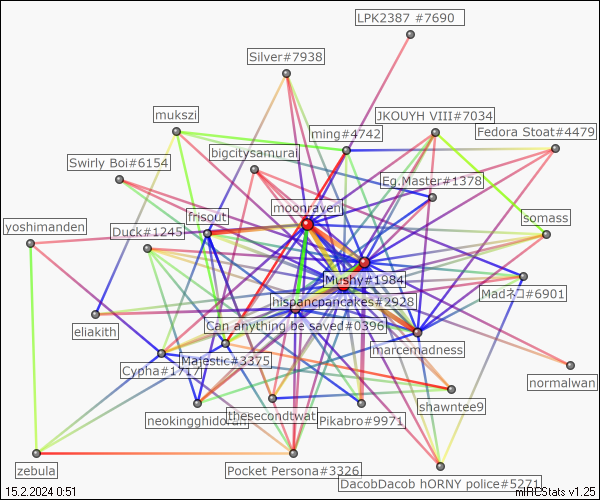 LPK2387 #7690
Silver#7938
mukszi
JKOUYH VIII#7034
ming#4742
Fedora Stoat#4479
bigcitysamurai
Swirly Boi#6154
Eg.Master#1378
moonraven
frisout
somass
yoshimanden
Duck#1245
Mushy#1984
Madネコ#6901
hispancpancakes#2928
eliakith
Can anything be saved#0396
marcemadness
Majestic#3375
Cypha#1717
normalwan
shawntee9
neokingghidorah
thesecondtwat
Pikabro#9971
zebula
Pocket Persona#3326
DacobDacob hORNY police#5271
15.2.2024 0:51
mIRCStats v1.25